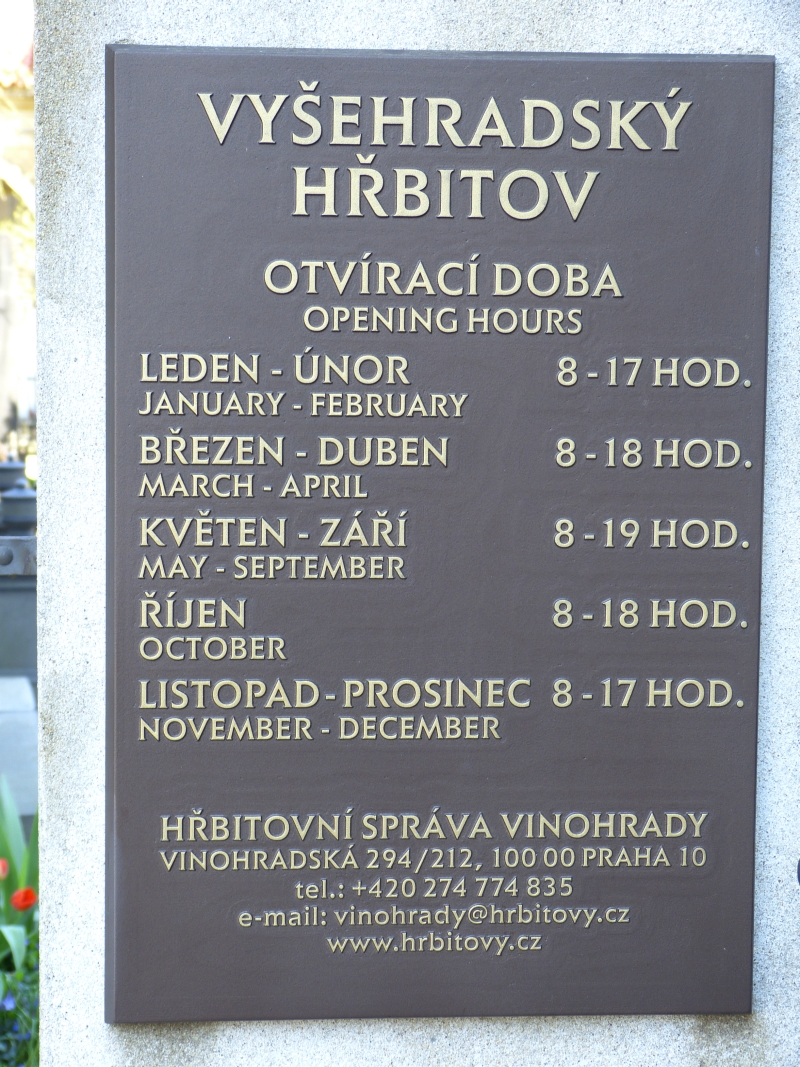 VYŠEHRADSKÝ
HŘBITOV
OTVÍRACÍ DOBA
OPENING HOURS
LEDEN - ÚNOR 8 - 17 HOD.
JANUARY - FEBRUARY
BŘEZEN - DUBEN 8 - 18 HOD.
MARCH - APRIL
KVĚTEN - ZÁŘÍ 8 - 19 HOD.
MAY - SEPTEMBER
ŘÍJEN 8 - 18 HOD.
OCTOBER
LISTOPAD - PROSINEC 8 - 17 HOD.
NOVEMBER - DECEMBER
HŘBITOVNÍ SPRÁVA VINOHRADY
VINOHRADSKÁ 294/212, 100 00 PRAHA 10
tel.: +420 274 774 835
e-mail: vinohrady@hrbitovy.cz
www.hrbitovy.cz